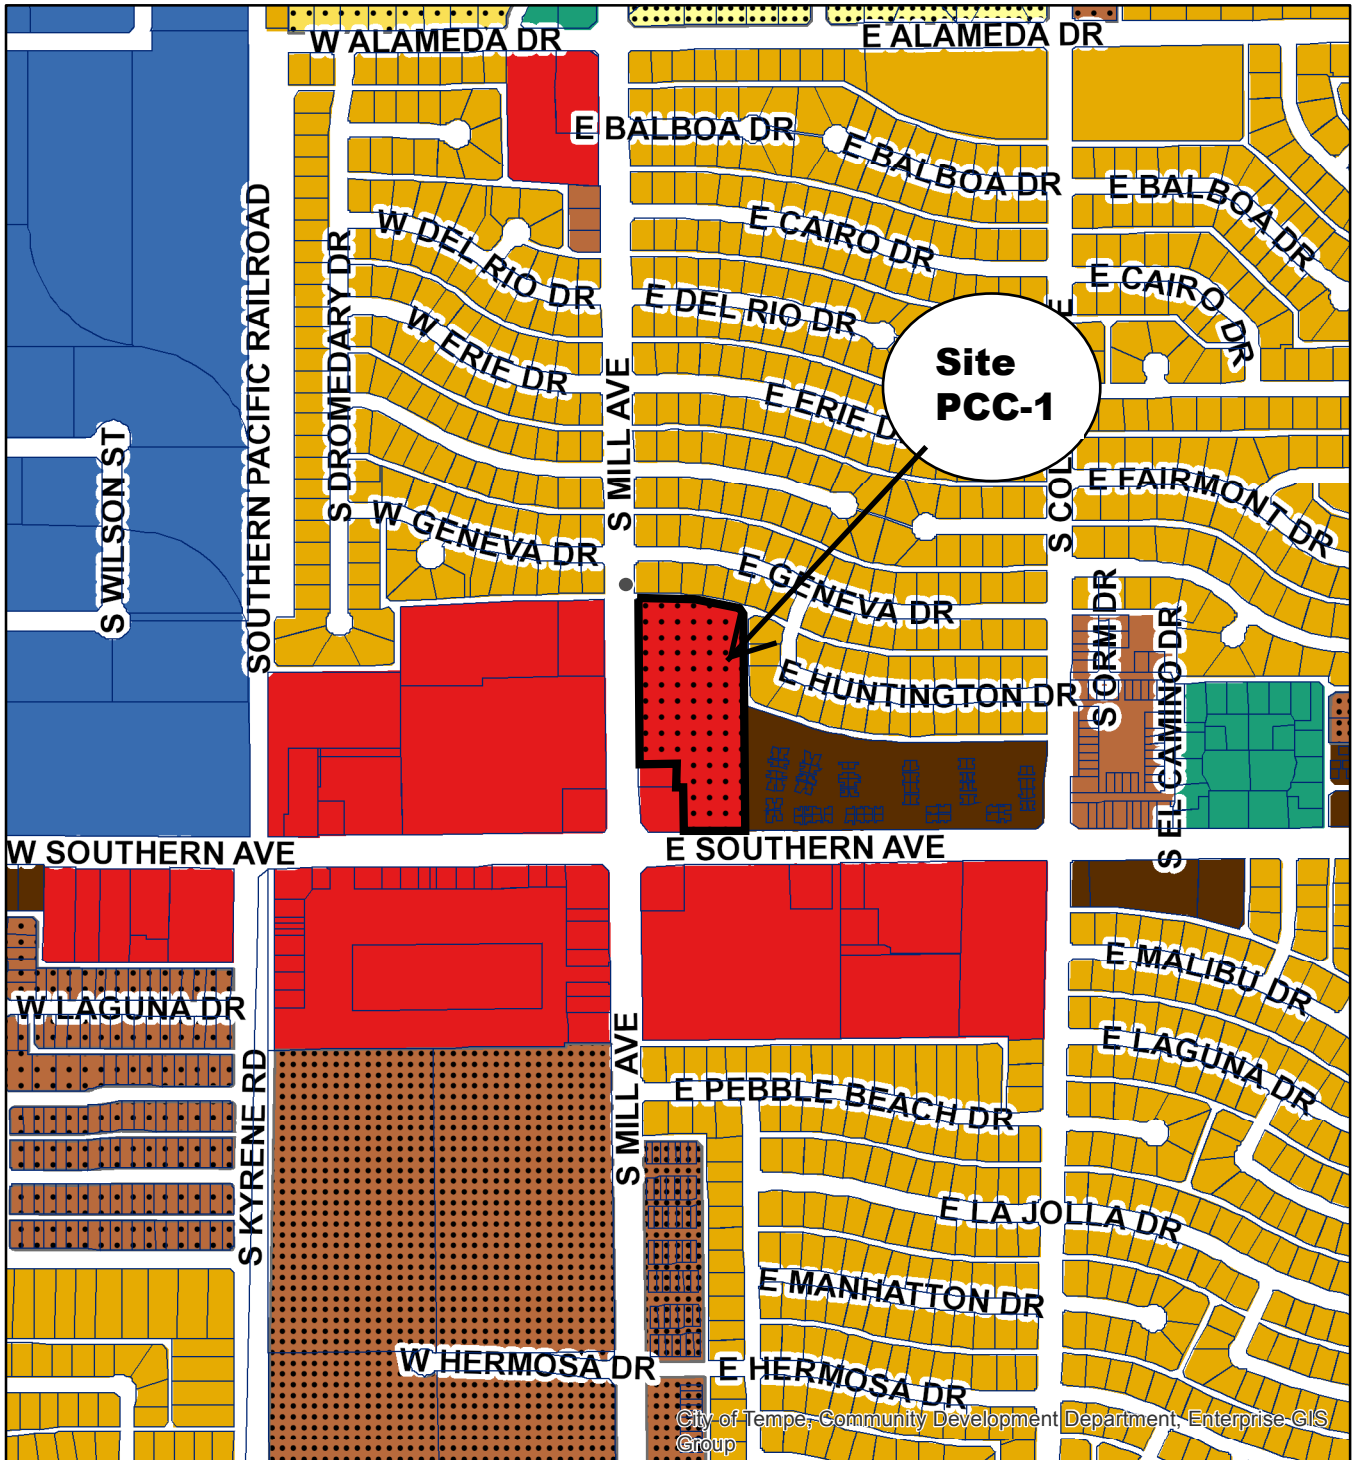 W ALAMEDA DR
E ALAMEDA DR
E BALBOA DR
E BALBOA DR
E BALBOA DR
W DEL RIO DR
E CAIRO DR
E CAIRO DR
E DEL RIO DR
SOUTHERN PACIFIC RAILROAD
S DROMEDARY DR
W ERIE DR
S MILL AVE
E ERIE D
Site
PCC-1
E
S COL
E FAIRMONT DR
S WILSON ST
W GENEVA DR
E GENEVA DR
S ORM DR
S EL CAMINO DR
E HUNTINGTON DR
W SOUTHERN AVE
E SOUTHERN AVE
E MALIBU DR
W LAGUNA DR
E LAGUNA DR
S KYRENE RD
S MILL AVE
E PEBBLE BEACH DR
E LA JOLLA DR
E MANHATTON DR
W HERMOSA DR
E HERMOSA DR
City of Tempe, Community Development Department, Enterprise GIS
Group